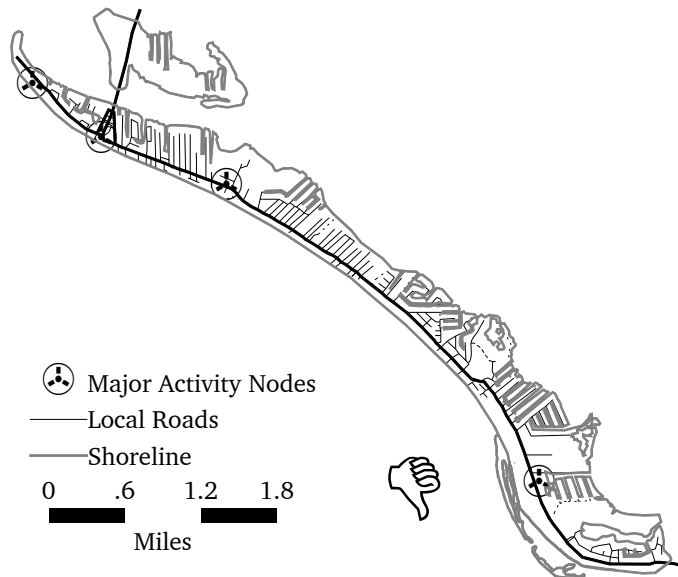 Major Activity Nodes
Local Roads
Shoreline
0 .6 1.2 1.8
Miles